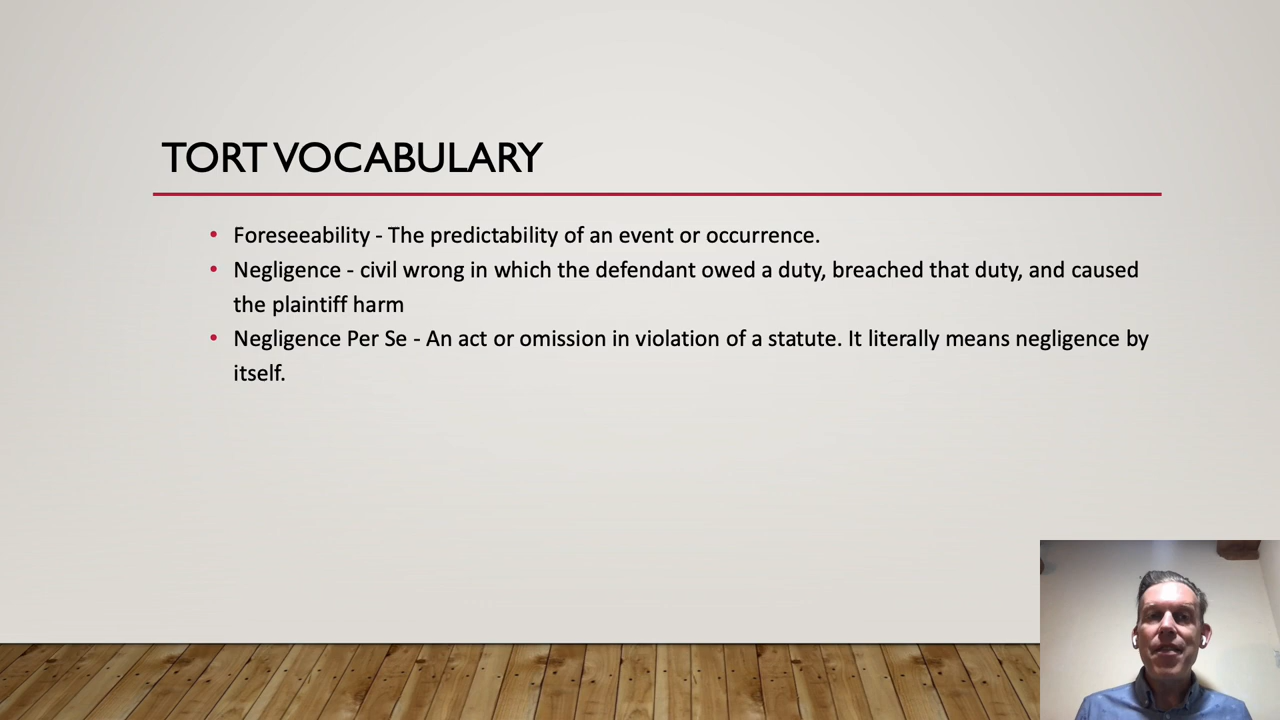 TORT VOCABULARY
• Foreseeability - The predictability of an event or occurrence.
• Negligence - civil wrong in which the defendant owed a duty, breached that duty, and caused
the plaintiff harm
• Negligence Per Se - An act or omission in violation of a statute. It literally means negligence by
itself.